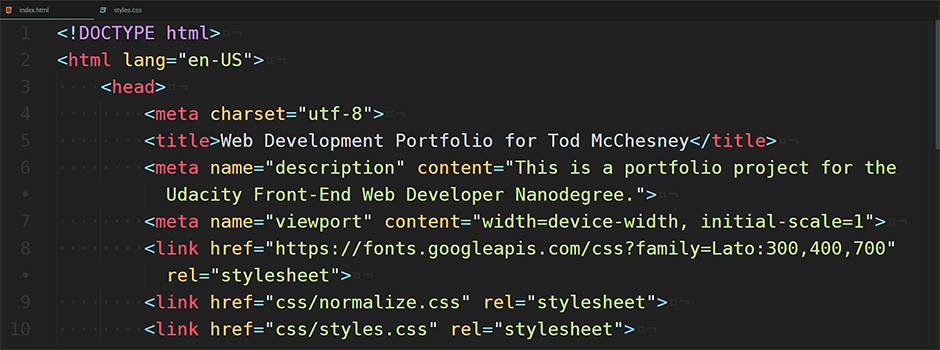 index.html
styles.css
1 <!DOCTYPE html>¤¬
2 <html lang="en-US">¤¬
3 ····<head>¤¬
4 ········<meta charset="utf-8">¤¬
5 ········<title>Web Development Portfolio for Tod McChesney</title>¤¬
6 ········<meta name="description" content="This is a portfolio project for the
• Udacity Front-End Web Developer Nanodegree.">¤¬
7 ········<meta name="viewport" content="width=device-width, initial-scale=1">¤¬
8 ········<link href="https://fonts.googleapis.com/css?family=Lato:300,400,700"
• rel="stylesheet">¤¬
9 ········<link href="css/normalize.css" rel="stylesheet">¤¬
10 ········<link href="css/styles.css" rel="stylesheet">¤¬